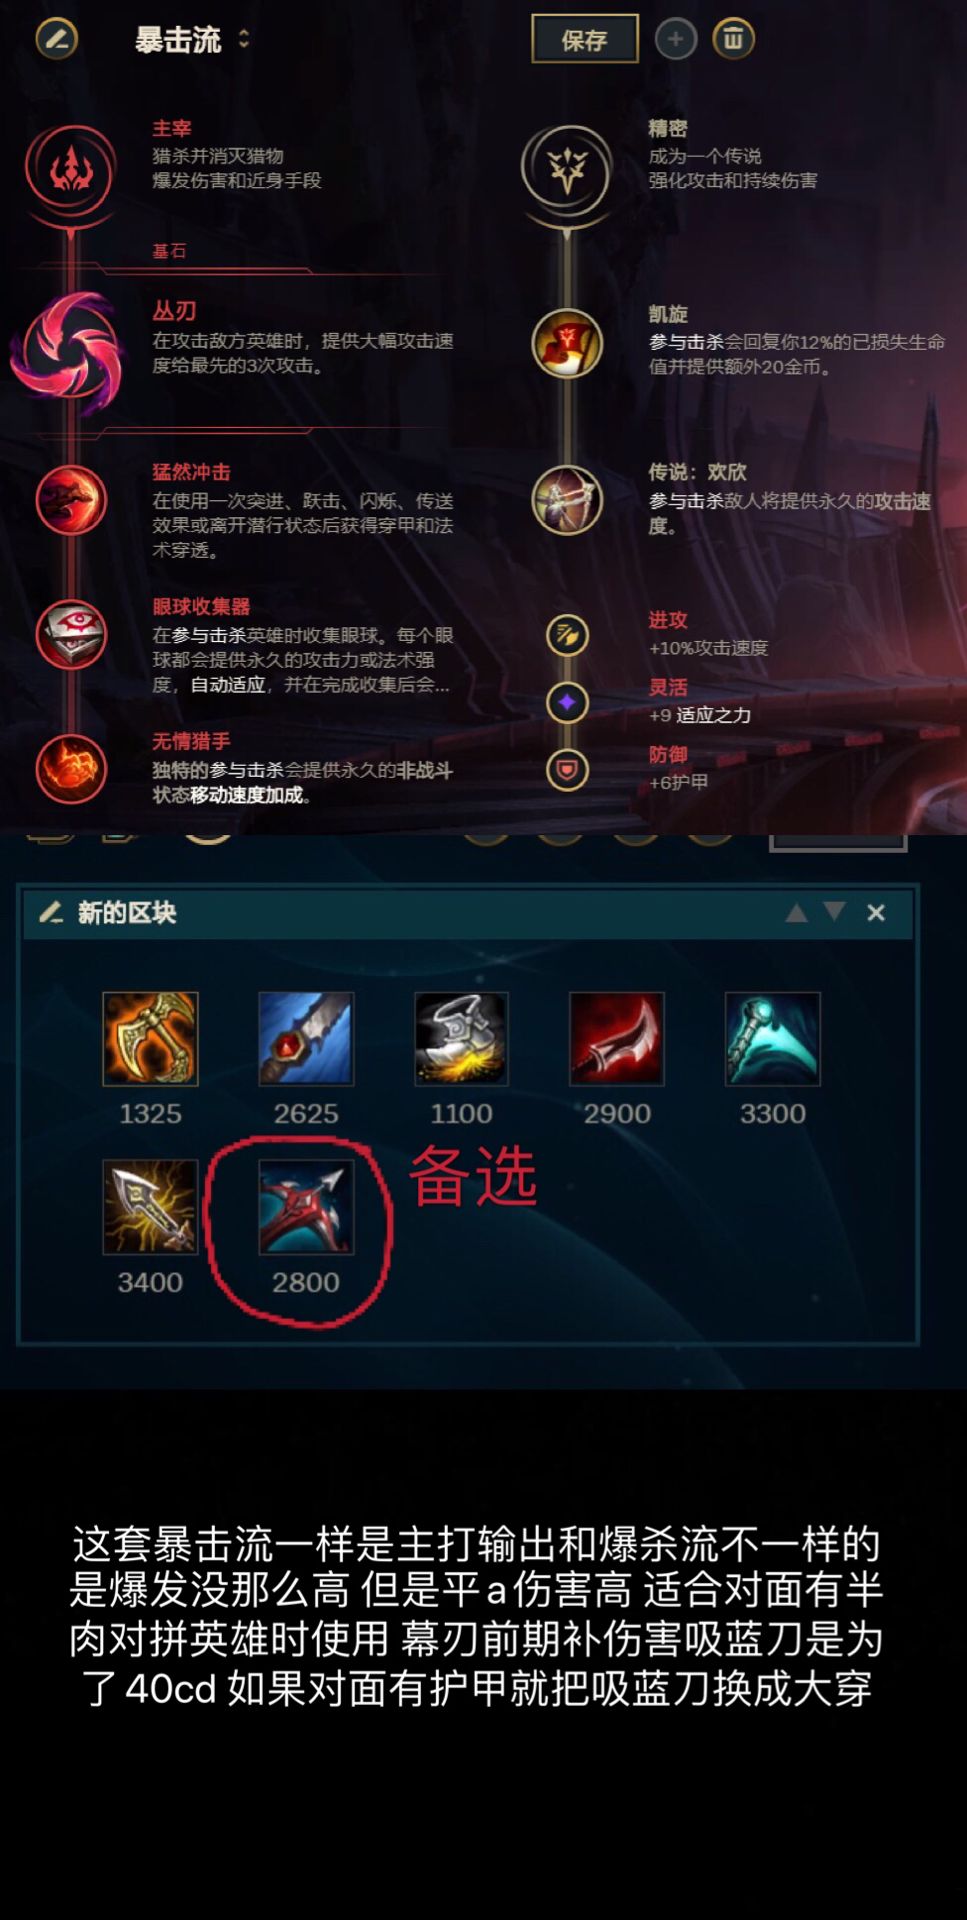 暴击流
保存
主宰
猎杀并消灭猎物
爆发伤害和近身手段
基石
丛刃
在攻击敌方英雄时，提供大幅攻击速
度给最先的3次攻击。
猛然冲击
在使用一次突进、跃击、闪烁、传送
效果或离开潜行状态后获得穿甲和法
术穿透。
眼球收集器
在参与击杀英雄时收集眼球。每个眼
球都会提供永久的攻击力或法术强
度，自动适应，并在完成收集后会...
无情猎手
独特的参与击杀会提供永久的非战斗
状态移动速度加成。
精密
成为一个传说
强化攻击和持续伤害
凯旋
参与击杀会回复你12%的已损失生命
值并提供额外20金币。
传说：欢欣
参与击杀敌人将提供永久的攻击速
度。
进攻
+10%攻击速度
灵活
+9 适应之力
防御
+6护甲
新的区块
1325
2625
1100
2900
3300
3400
2800
备选
这套暴击流一样是主打输出和爆杀流不一样的
是爆发没那么高 但是平a伤害高 适合对面有半
肉对拼英雄时使用 幕刃前期补伤害吸蓝刀是为
了40cd 如果对面有护甲就把吸蓝刀换成大穿